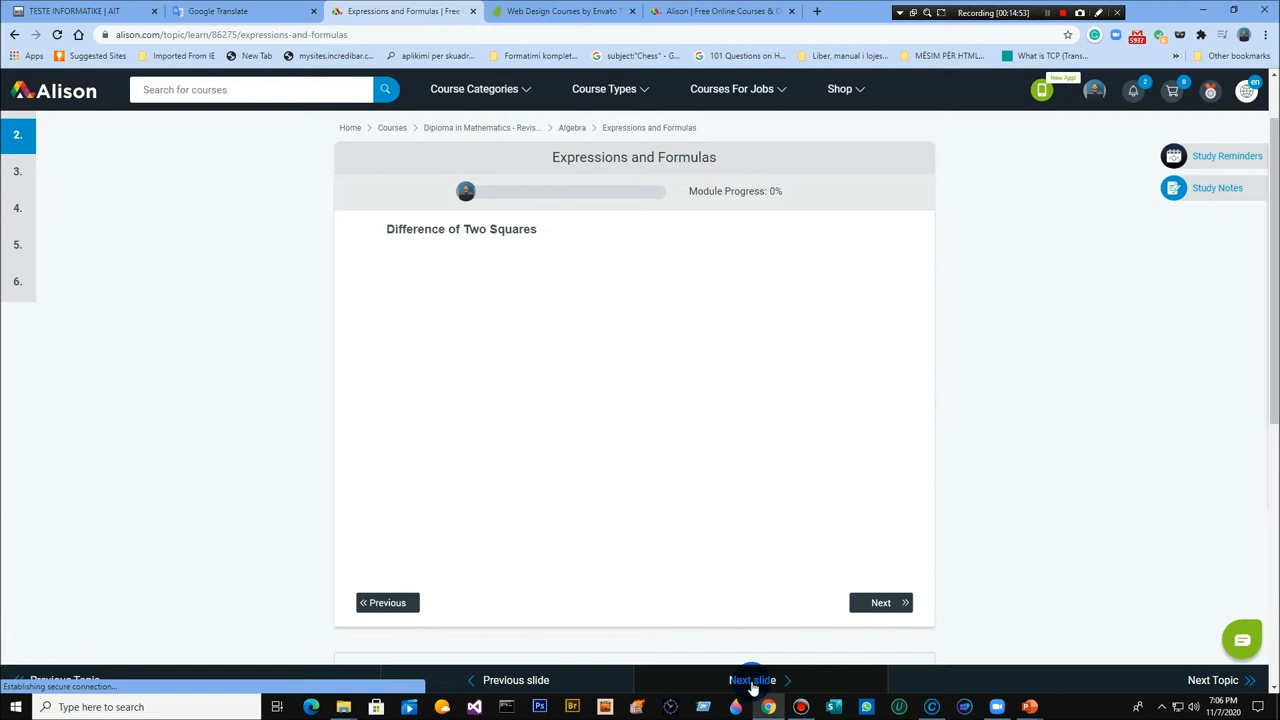 TESTE INFORMATIKE | AIT
Google Translate
Expressions and Formulas | Free
Web Design Courses by Envato T
Alison | Free Online Courses & C
Recording [00:14:53]
alison.com/topic/learn/86275/expressions-and-formulas
5937
Apps
Suggested Sites
Imported From IE
New Tab
mysites.incredibar.c...
aplikimi per skuadr...
Formatimi komplet...
subject:"Chess" - G...
101 Questions on H...
Liber, manual i lojes...
MËSIM PËR HTML...
What is TCP (Trans...
Other bookmarks
Alison
Search for courses
Course Categories
Course Types
Courses For Jobs
Shop
New App!
2
0
en
2.
3.
4.
5.
6.
Home > Courses > Diploma in Mathematics - Revis... > Algebra > Expressions and Formulas
Expressions and Formulas
Module Progress: 0%
Study Reminders
Study Notes
Difference of Two Squares
Previous
Next
Previous Topic
Previous slide
Next slide
Next Topic
Establishing secure connection...
Type here to search
7:06 PM
11/7/2020